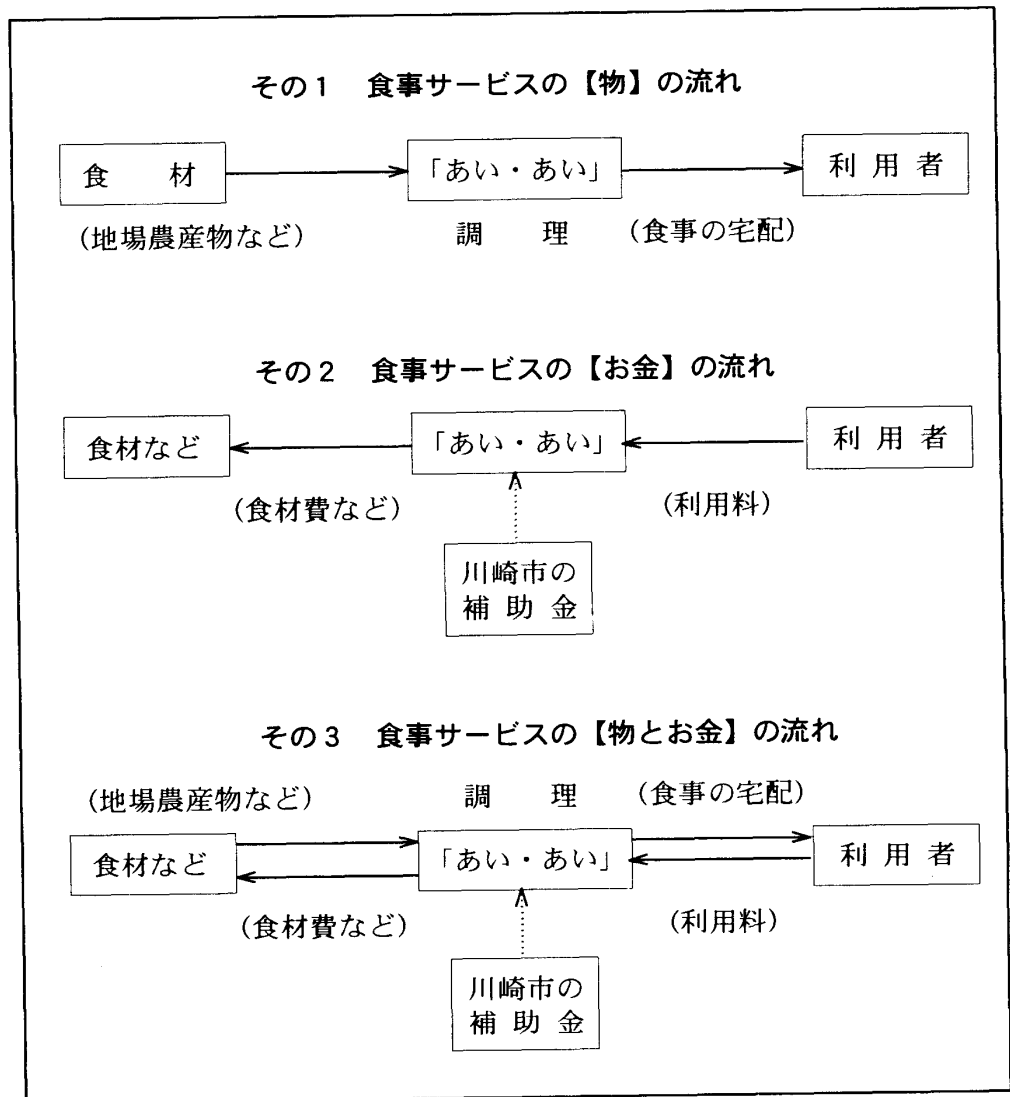 その1 食事サービスの【物】の流れ
食 材 「あい・あい」 利用者
(地場農産物など) 調 理 (食事の宅配)
その2 食事サービスの【お金】の流れ
食材など 「あい・あい」 利用者
(食材費など) (利用料)
川崎市の
補助金
その3 食事サービスの【物とお金】の流れ
(地場農産物など) 調 理 (食事の宅配)
食材など 「あい・あい」 利用者
(食材費など) (利用料)
川崎市の
補助金